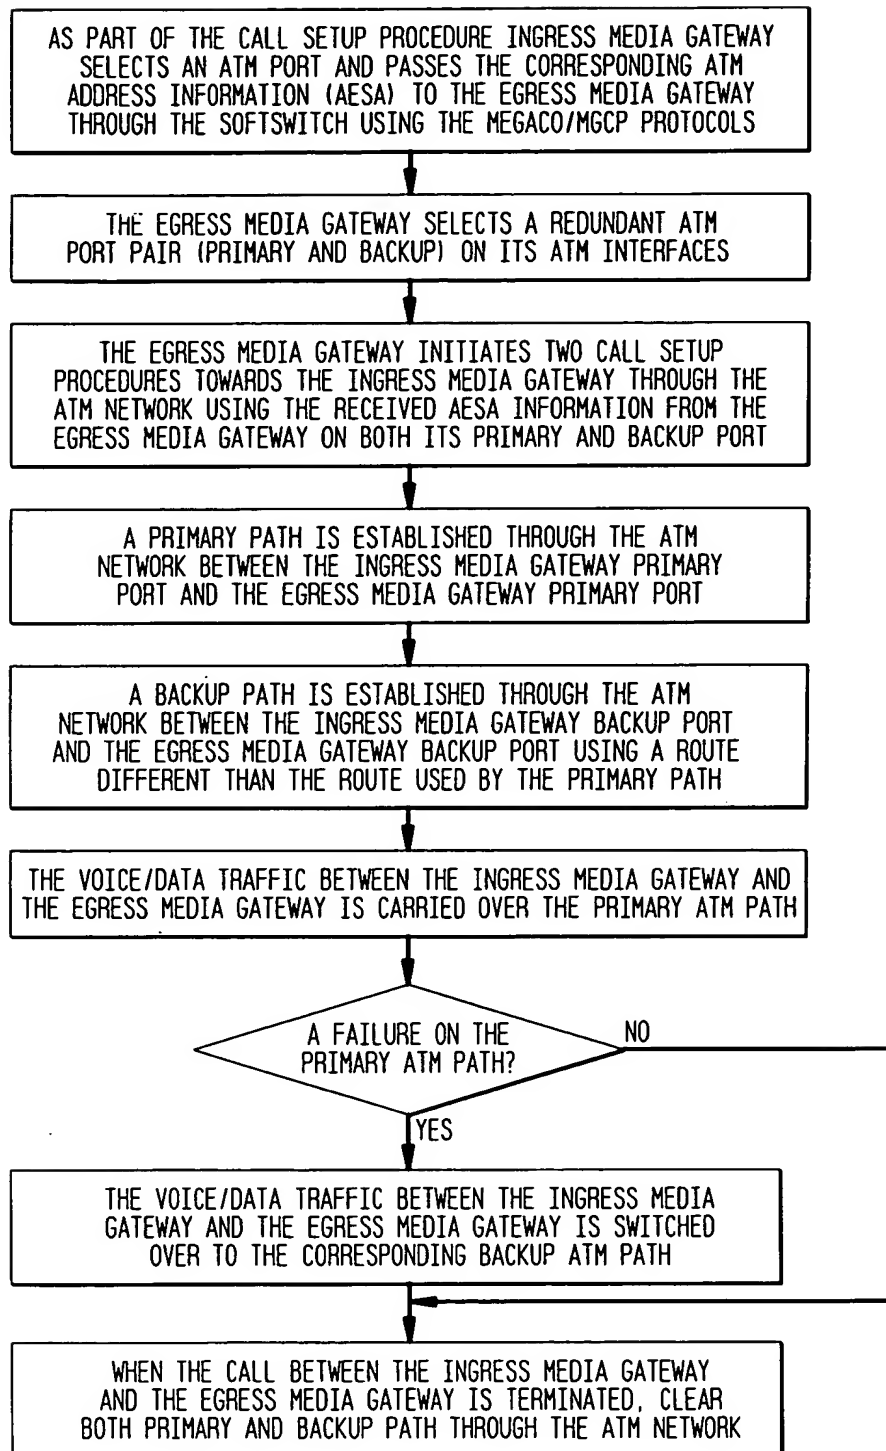 AS PART OF THE CALL SETUP PROCEDURE INGRESS MEDIA GATEWAY
SELECTS AN ATM PORT AND PASSES THE CORRESPONDING ATM
ADDRESS INFORMATION (AESA) TO THE EGRESS MEDIA GATEWAY
THROUGH THE SOFTSWITCH USING THE MEGACO/MGCP PROTOCOLS
THE EGRESS MEDIA GATEWAY SELECTS A REDUNDANT ATM
PORT PAIR (PRIMARY AND BACKUP) ON ITS ATM INTERFACES
THE EGRESS MEDIA GATEWAY INITIATES TWO CALL SETUP
PROCEDURES TOWARDS THE INGRESS MEDIA GATEWAY THROUGH THE
ATM NETWORK USING THE RECEIVED AESA INFORMATION FROM THE
EGRESS MEDIA GATEWAY ON BOTH ITS PRIMARY AND BACKUP PORT
A PRIMARY PATH IS ESTABLISHED THROUGH THE ATM
NETWORK BETWEEN THE INGRESS MEDIA GATEWAY PRIMARY
PORT AND THE EGRESS MEDIA GATEWAY PRIMARY PORT
A BACKUP PATH IS ESTABLISHED THROUGH THE ATM
NETWORK BETWEEN THE INGRESS MEDIA GATEWAY BACKUP PORT
AND THE EGRESS MEDIA GATEWAY BACKUP PORT USING A ROUTE
DIFFERENT THAN THE ROUTE USED BY THE PRIMARY PATH
THE VOICE/DATA TRAFFIC BETWEEN THE INGRESS MEDIA GATEWAY AND
THE EGRESS MEDIA GATEWAY IS CARRIED OVER THE PRIMARY ATM PATH
A FAILURE ON THE
PRIMARY ATM PATH?
NO
YES
THE VOICE/DATA TRAFFIC BETWEEN THE INGRESS MEDIA
GATEWAY AND THE EGRESS MEDIA GATEWAY IS SWITCHED
OVER TO THE CORRESPONDING BACKUP ATM PATH
WHEN THE CALL BETWEEN THE INGRESS MEDIA GATEWAY
AND THE EGRESS MEDIA GATEWAY IS TERMINATED, CLEAR
BOTH PRIMARY AND BACKUP PATH THROUGH THE ATM NETWORK